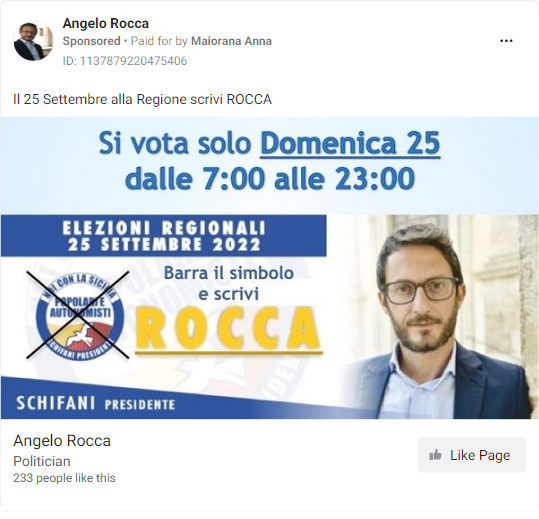 Angelo Rocca
Sponsored • Paid for by Maiorana Anna
ID: 1137879220475406
Il 25 Settembre alla Regione scrivi ROCCA
Si vota solo Domenica 25
dalle 7:00 alle 23:00
ELEZIONI REGIONALI
25 SETTEMBRE 2022
Barra il simbolo
e scrivi
ROCCA
NOI CON LA SICILIA
POPOLARI E
AUTONOMISTI
SCHIFANI PRESIDENTE
SCHIFANI PRESIDENTE
Angelo Rocca
Politician
233 people like this
Like Page